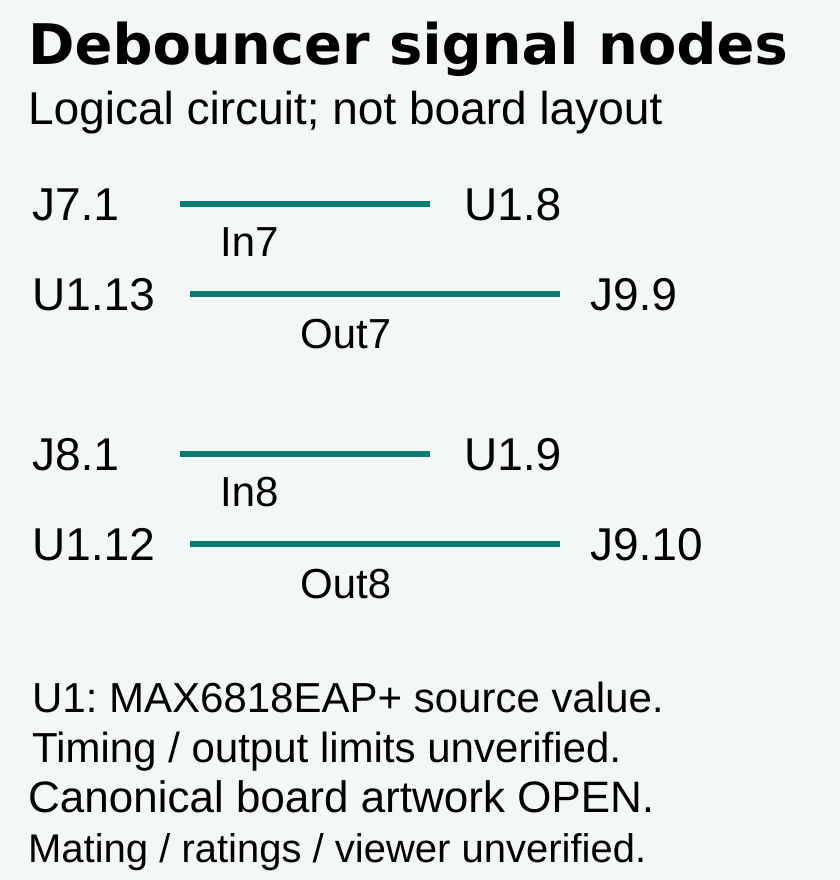 Debouncer signal nodes
Logical circuit; not board layout
J7.1 U1.8
In7
U1.13 J9.9
Out7
J8.1 U1.9
In8
U1.12 J9.10
Out8
U1: MAX6818EAP+ source value.
Timing / output limits unverified.
Canonical board artwork OPEN.
Mating / ratings / viewer unverified.